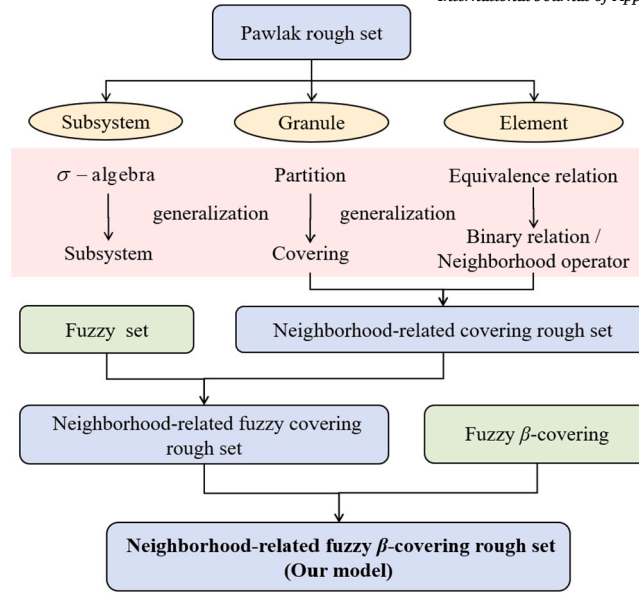 International Journal of App
Pawlak rough set
Subsystem
Granule
Element
σ – algebra
Partition
Equivalence relation
generalization
generalization
Subsystem
Covering
Binary relation /
Neighborhood operator
Fuzzy set
Neighborhood-related covering rough set
Neighborhood-related fuzzy covering
rough set
Fuzzy β-covering
Neighborhood-related fuzzy β-covering rough set
(Our model)